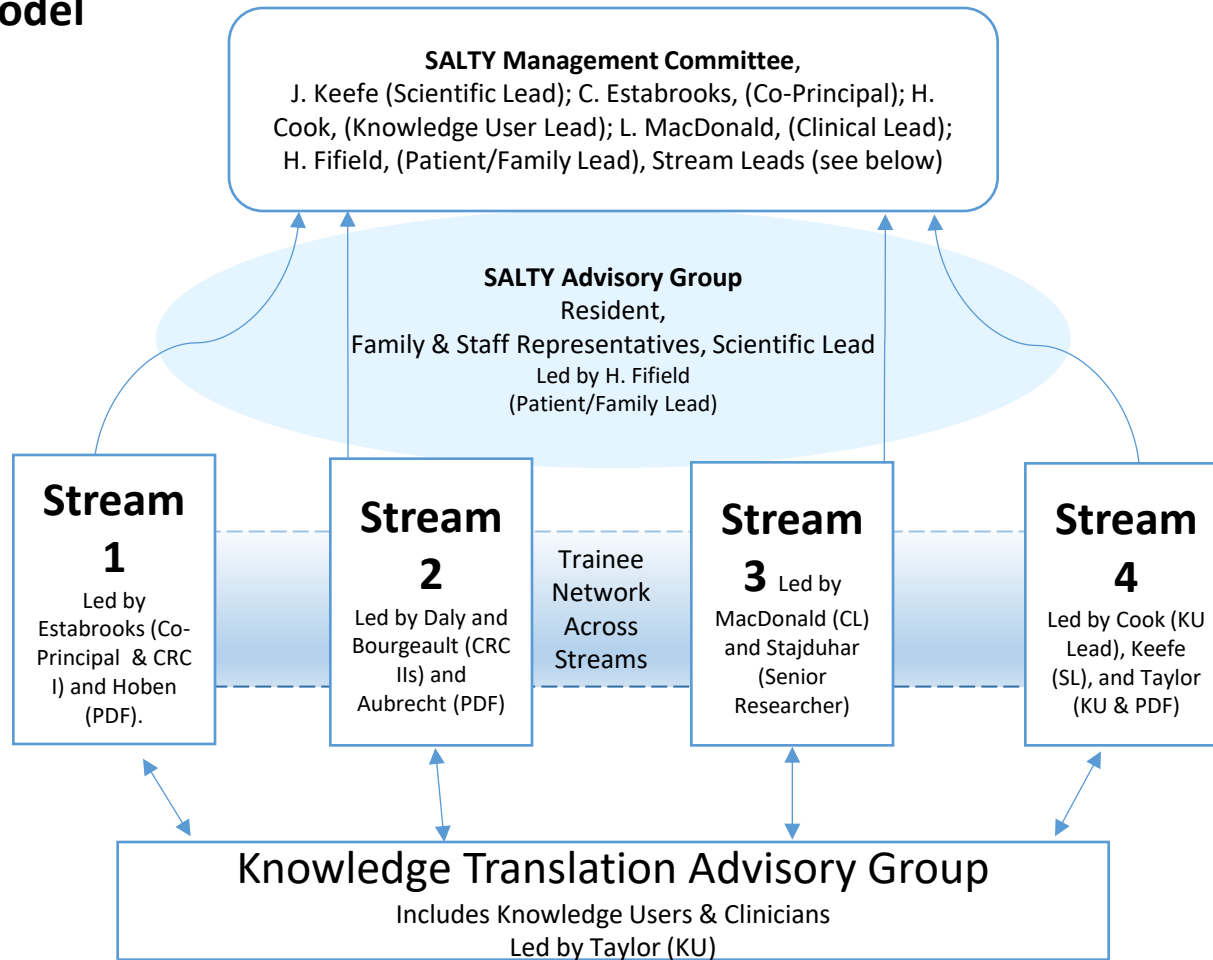 odel
SALTY Management Committee,
J. Keefe (Scientific Lead); C. Estabrooks, (Co-Principal); H.
Cook, (Knowledge User Lead); L. MacDonald, (Clinical Lead);
H. Fifield, (Patient/Family Lead), Stream Leads (see below)
SALTY Advisory Group
Resident,
Family & Staff Representatives, Scientific Lead
Led by H. Fifield
(Patient/Family Lead)
Stream
1
Led by
Estabrooks (Co-
Principal & CRC
I) and Hoben
(PDF).
Stream
2
Led by Daly and
Bourgeault (CRC
IIs) and
Aubrecht (PDF)
Trainee
Network
Across
Streams
Stream
3 Led by
MacDonald (CL)
and Stajduhar
(Senior
Researcher)
Stream
4
Led by Cook (KU
Lead), Keefe
(SL), and Taylor
(KU & PDF)
Knowledge Translation Advisory Group
Includes Knowledge Users & Clinicians
Led by Taylor (KU)